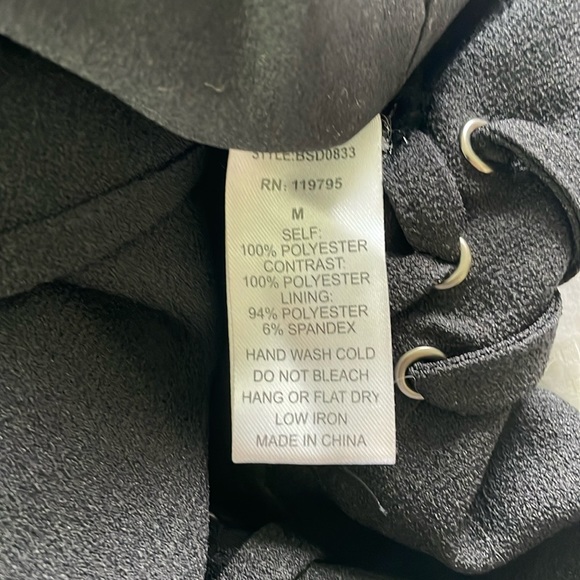 STYLE:BSD0833
RN: 119795
M
SELF:
100% POLYESTER
CONTRAST:
100% POLYESTER
LINING:
94% POLYESTER
6% SPANDEX
HAND WASH COLD
DO NOT BLEACH
HANG OR FLAT DRY
LOW IRON
MADE IN CHINA